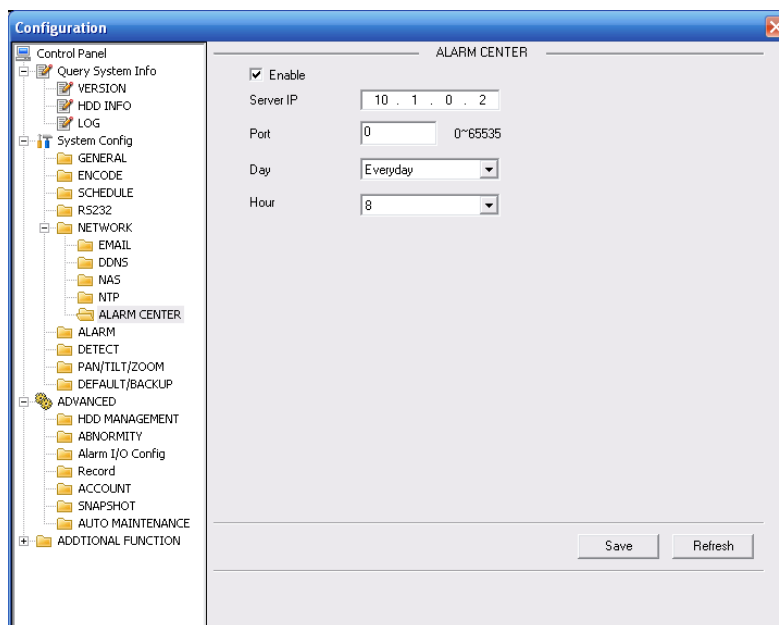 Configuration
Control Panel
Query System Info
VERSION
HDD INFO
LOG
System Config
GENERAL
ENCODE
SCHEDULE
RS232
NETWORK
EMAIL
DDNS
NAS
NTP
ALARM CENTER
ALARM
DETECT
PAN/TILT/ZOOM
DEFAULT/BACKUP
ADVANCED
HDD MANAGEMENT
ABNORMITY
Alarm I/O Config
Record
ACCOUNT
SNAPSHOT
AUTO MAINTENANCE
ADDTIONAL FUNCTION
ALARM CENTER
Enable
Server IP 10 . 1 . 0 . 2
Port 0 0~65535
Day Everyday
Hour 8
Save Refresh